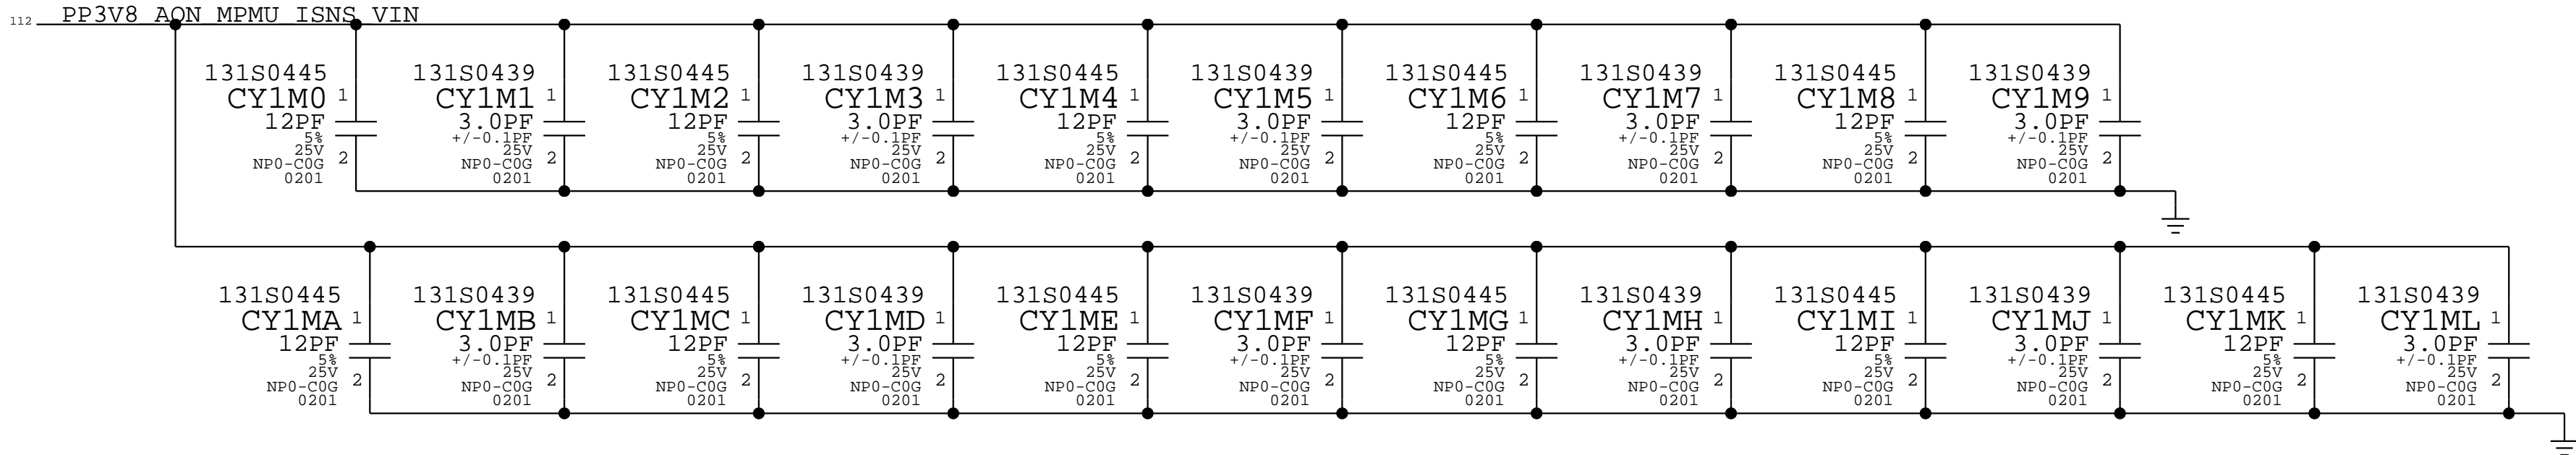 112 PP3V8_AON_MPMU_ISNS_VIN
131S0445 131S0439 131S0445 131S0439 131S0445 131S0439 131S0445 131S0439 131S0445 131S0439
CY1M0 1 CY1M1 1 CY1M2 1 CY1M3 1 CY1M4 1 CY1M5 1 CY1M6 1 CY1M7 1 CY1M8 1 CY1M9 1
12PF 3.0PF 12PF 3.0PF 12PF 3.0PF 12PF 3.0PF 12PF 3.0PF
5% +/-0.1PF 5% +/-0.1PF 5% +/-0.1PF 5% +/-0.1PF 5% +/-0.1PF
25V 25V 25V 25V 25V 25V 25V 25V 25V 25V
NP0-C0G 2 NP0-C0G 2 NP0-C0G 2 NP0-C0G 2 NP0-C0G 2 NP0-C0G 2 NP0-C0G 2 NP0-C0G 2 NP0-C0G 2 NP0-C0G 2
0201 0201 0201 0201 0201 0201 0201 0201 0201 0201
131S0445 131S0439 131S0445 131S0439 131S0445 131S0439 131S0445 131S0439 131S0445 131S0439 131S0445 131S0439
CY1MA 1 CY1MB 1 CY1MC 1 CY1MD 1 CY1ME 1 CY1MF 1 CY1MG 1 CY1MH 1 CY1MI 1 CY1MJ 1 CY1MK 1 CY1ML 1
12PF 3.0PF 12PF 3.0PF 12PF 3.0PF 12PF 3.0PF 12PF 3.0PF 12PF 3.0PF
5% +/-0.1PF 5% +/-0.1PF 5% +/-0.1PF 5% +/-0.1PF 5% +/-0.1PF 5% +/-0.1PF
25V 25V 25V 25V 25V 25V 25V 25V 25V 25V 25V 25V
NP0-C0G 2 NP0-C0G 2 NP0-C0G 2 NP0-C0G 2 NP0-C0G 2 NP0-C0G 2 NP0-C0G 2 NP0-C0G 2 NP0-C0G 2 NP0-C0G 2 NP0-C0G 2 NP0-C0G 2
0201 0201 0201 0201 0201 0201 0201 0201 0201 0201 0201 0201